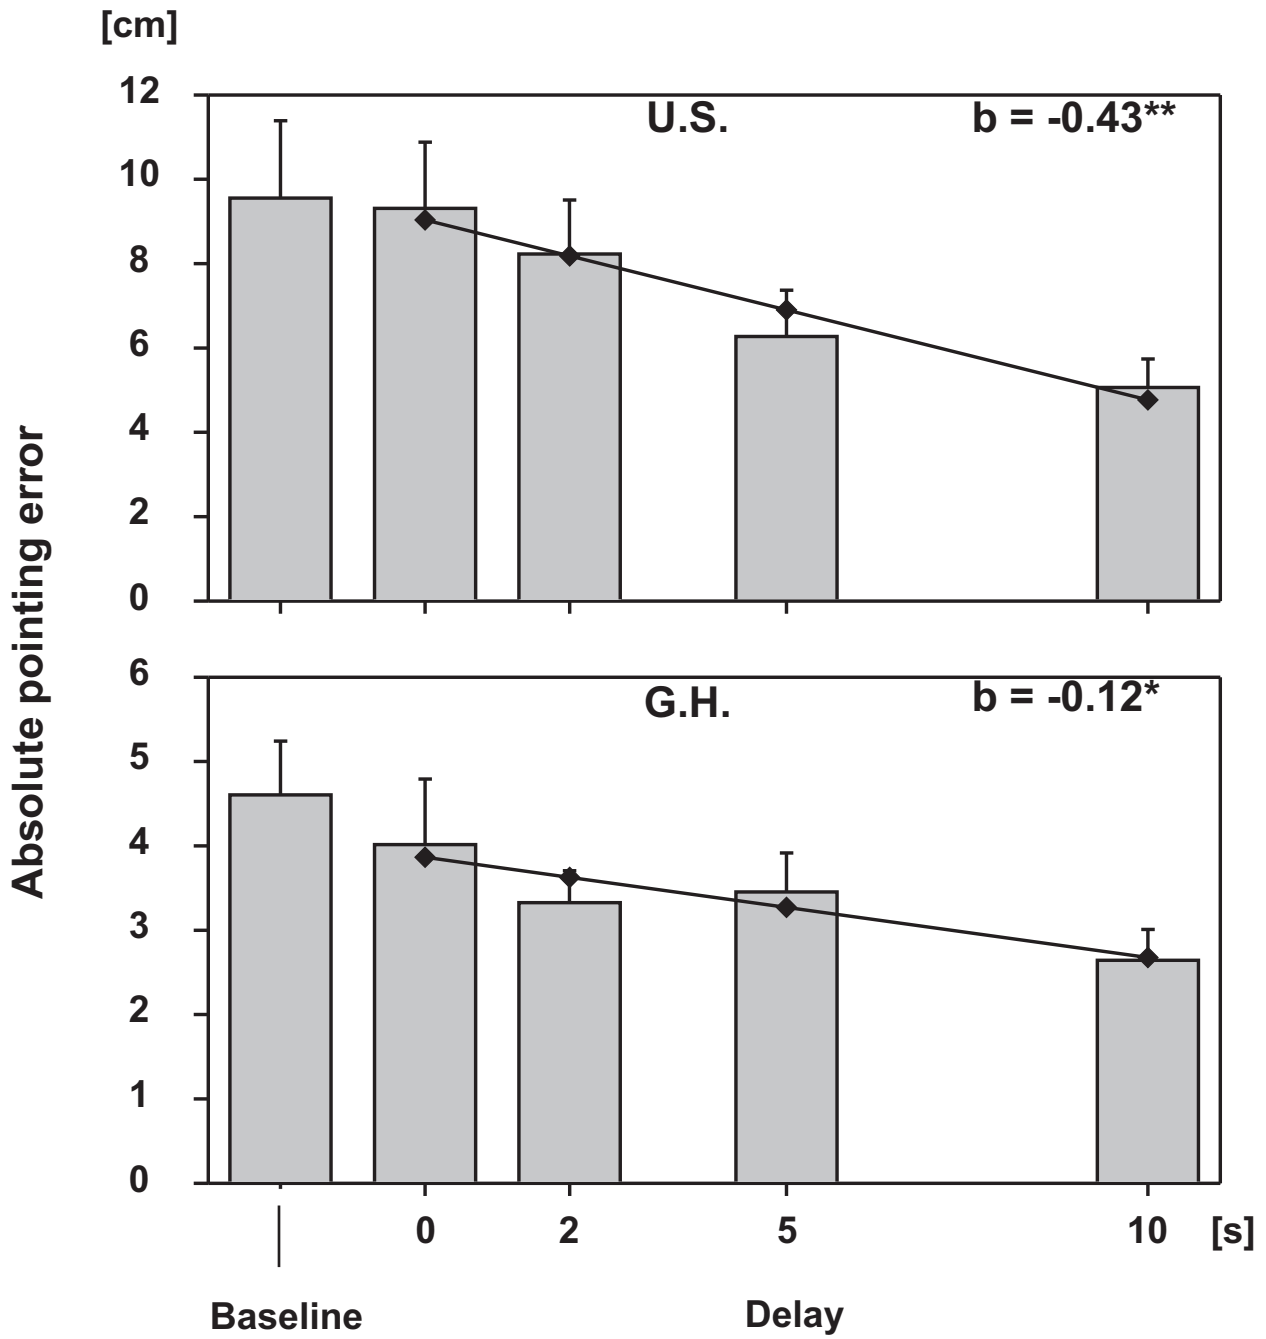 [cm]
Absolute pointing error
U.S. b = -0.43**
12
10
8
6
4
2
0
G.H. b = -0.12*
6
5
4
3
2
1
0
0 2 5 10 [s]
Baseline Delay